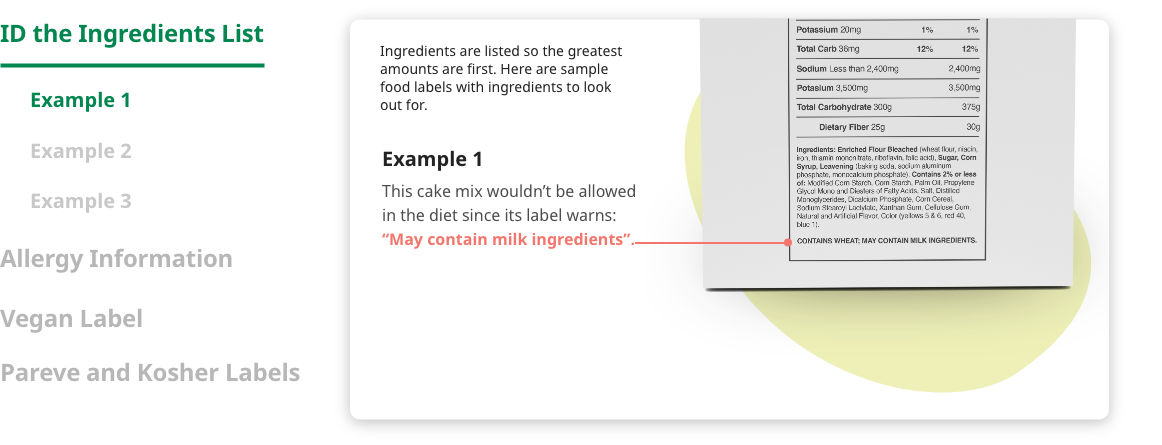 ID the Ingredients List
Example 1
Example 2
Example 3
Allergy Information
Vegan Label
Pareve and Kosher Labels
Ingredients are listed so the greatest
amounts are first. Here are sample
food labels with ingredients to look
out for.
Example 1
This cake mix wouldn’t be allowed
in the diet since its label warns:
“May contain milk ingredients”.
Potassium 20mg 1% 1%
Total Carb 36mg 12% 12%
Sodium Less than 2,400mg 2,400mg
Potasium 3,500mg 3,500mg
Total Carbohydrate 300g 375g
Dietary Fiber 25g 30g
Ingredients: Enriched Flour Bleached (wheat flour, niacin,
iron, thiamin mononitrate, riboflavin, folic acid), Sugar, Corn
Syrup, Leavening (baking soda, sodium aluminum
phosphate, monocalcium phosphate). Contains 2% or less
of: Modified Corn Starch, Corn Starch, Palm Oil, Propylene
Glycol Mono and Diesters of Fatty Acids, Salt, Distilled
Monoglycerides, Dicalcium Phosphate, Corn Cereal,
Sodium Stearoyl Lactylate, Xanthan Gum, Cellulose Gum,
Natural and Artificial Flavor, Color (yellows 5 & 6, red 40,
blue 1).
CONTAINS WHEAT; MAY CONTAIN MILK INGREDIENTS.